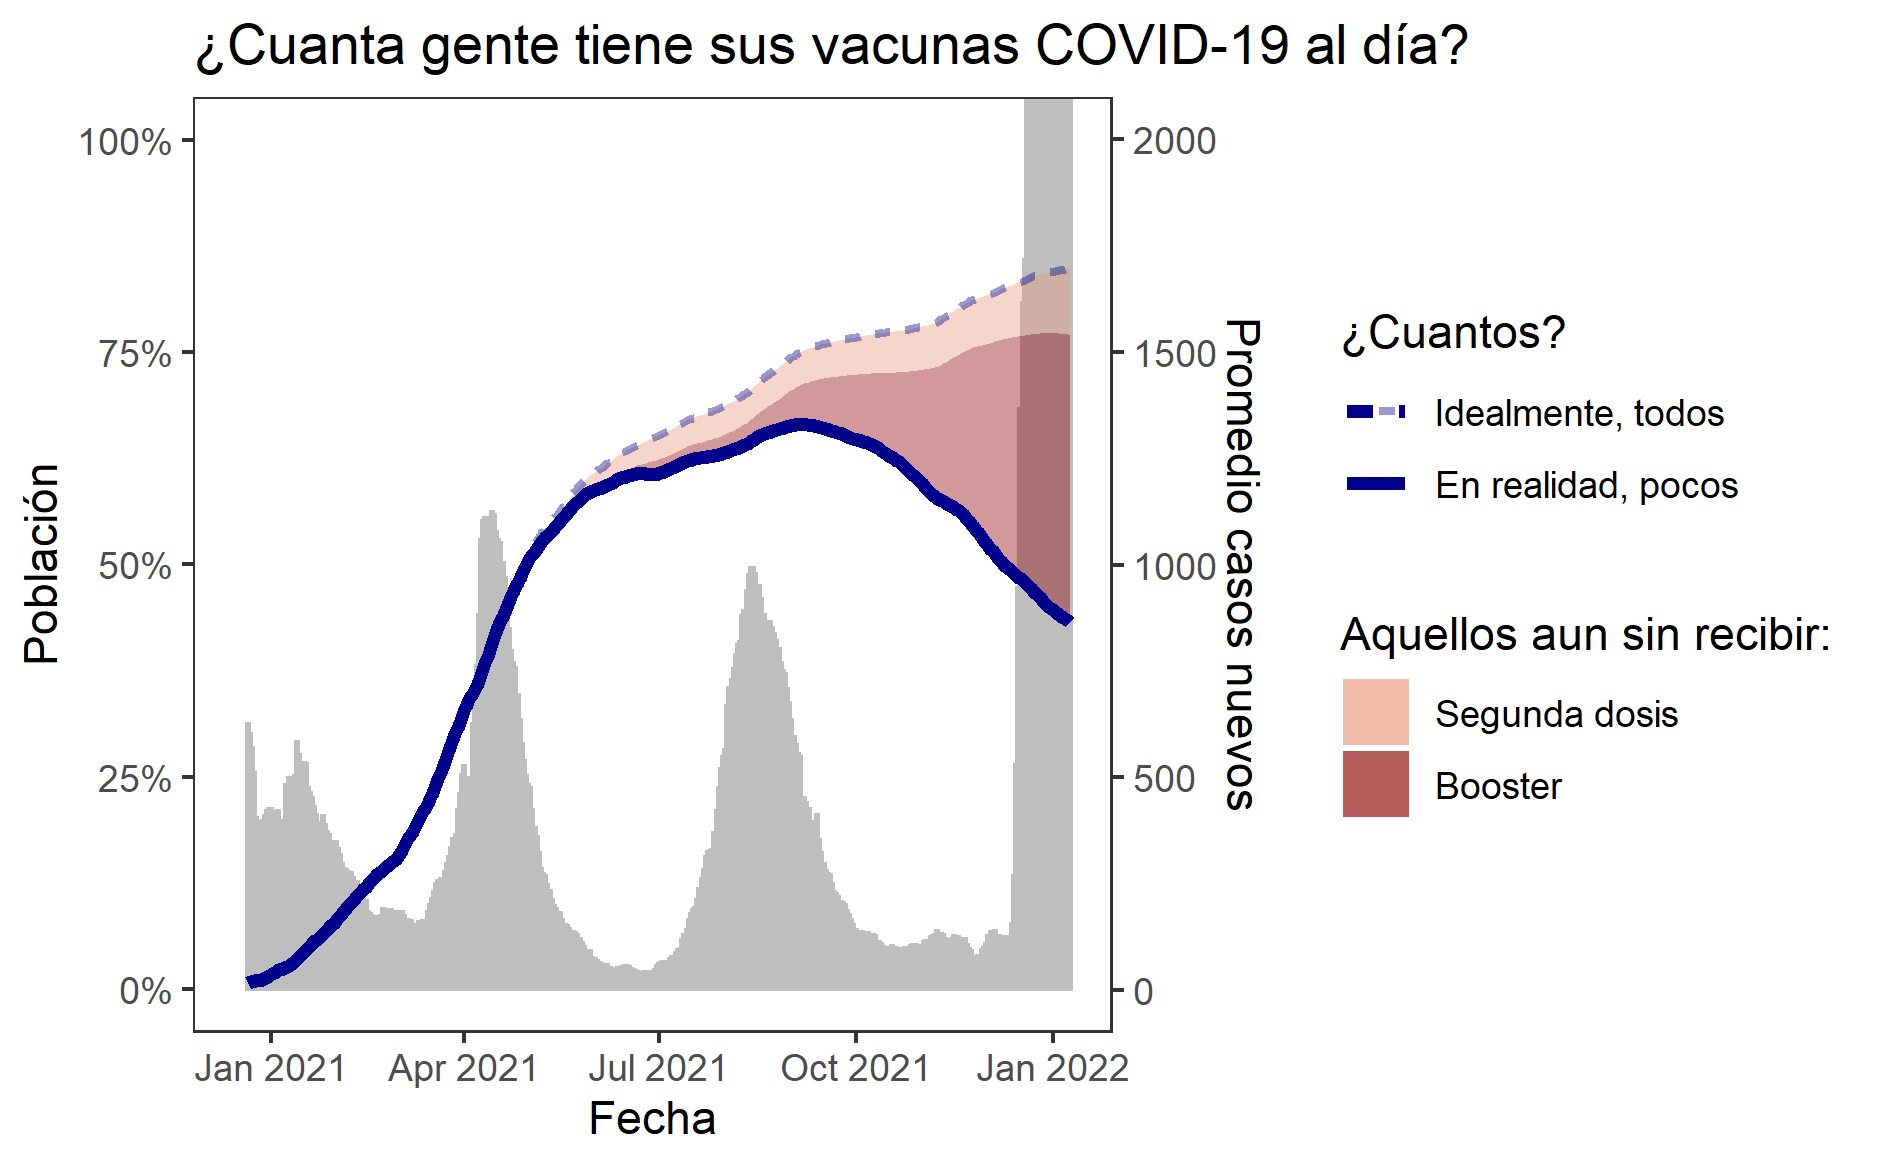 ¿Cuanta gente tiene sus vacunas COVID-19 al día?
Población
100%
75%
50%
25%
0%
2000
1500
1000
500
0
Promedio casos nuevos
Jan 2021
Apr 2021
Jul 2021
Oct 2021
Jan 2022
Fecha
¿Cuantos?
Idealmente, todos
En realidad, pocos
Aquellos aun sin recibir:
Segunda dosis
Booster